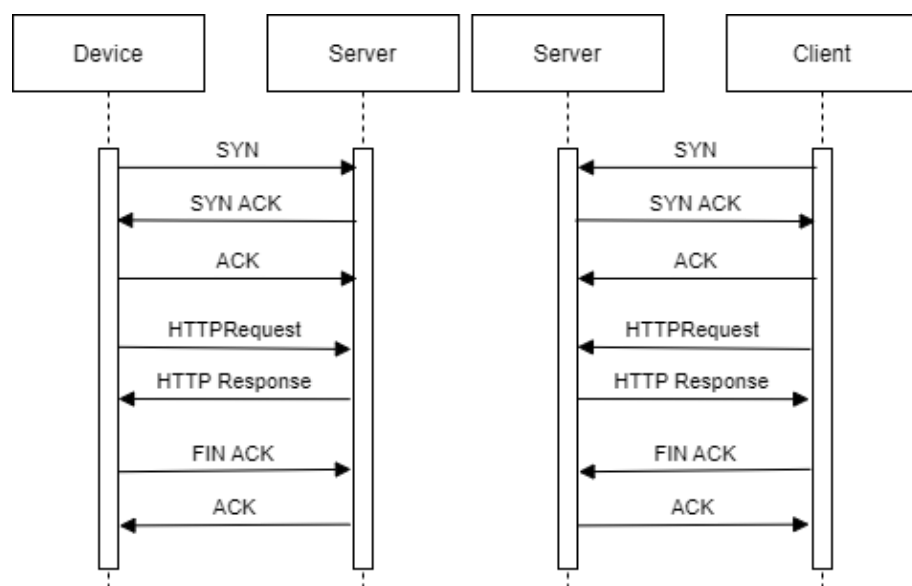 Device
Server
Server
Client
SYN
SYN
SYN ACK
SYN ACK
ACK
ACK
HTTPRequest
HTTPRequest
HTTP Response
HTTP Response
FIN ACK
FIN ACK
ACK
ACK